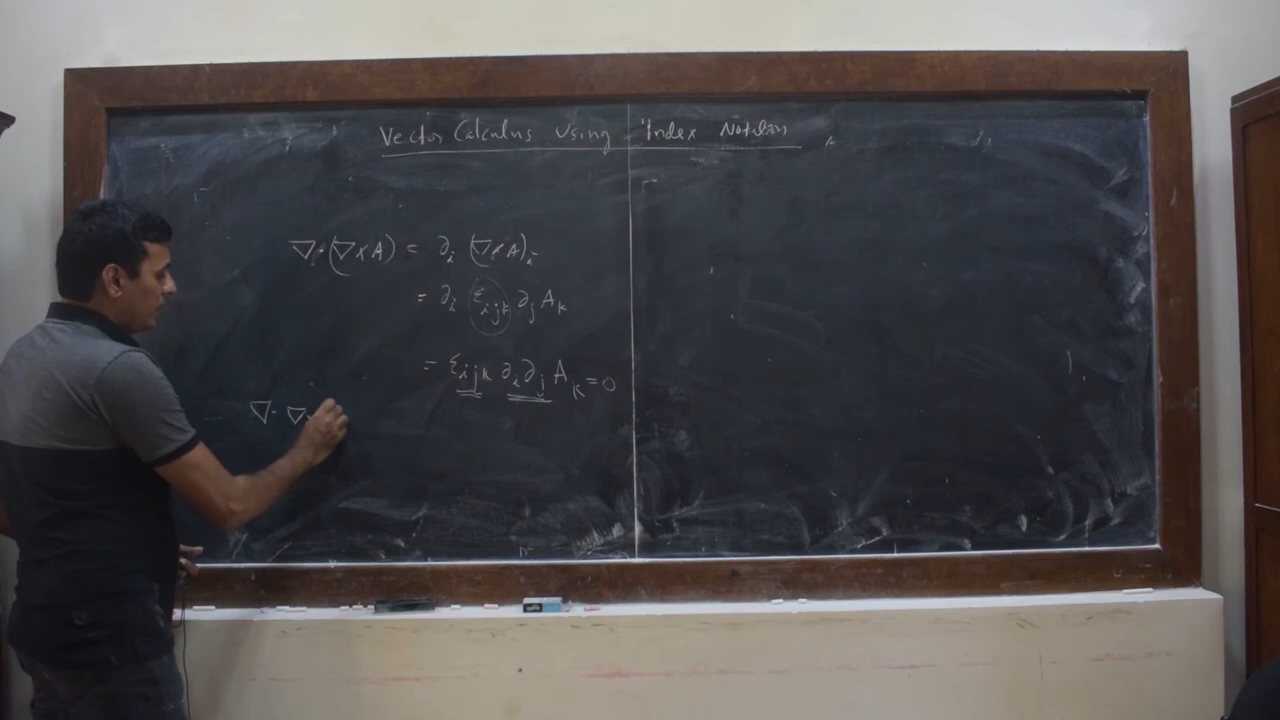 Vector Calculus Using Index Notation
∇·(∇×A) = ∂ᵢ (∇×A)ᵢ
= ∂ᵢ εᵢⱼₖ ∂ⱼ Aₖ
= εᵢⱼₖ ∂ᵢ∂ⱼ Aₖ = 0
∇· ∇×